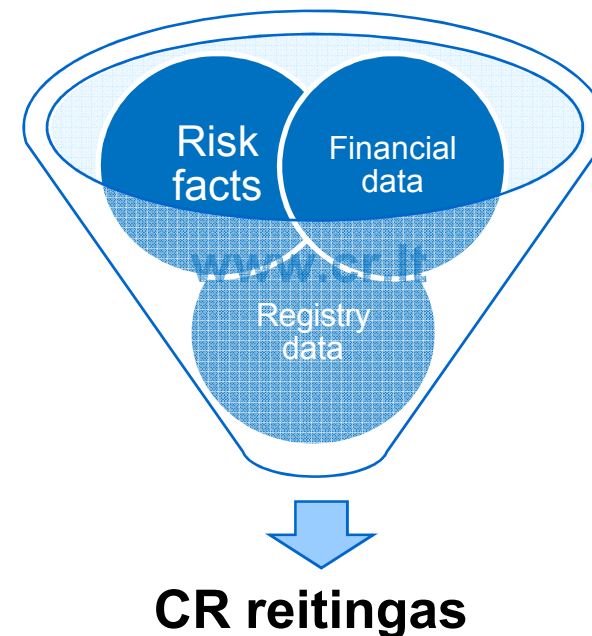 Risk
facts
Financial
data
www.cr.lt
Registry
data
CR reitingas